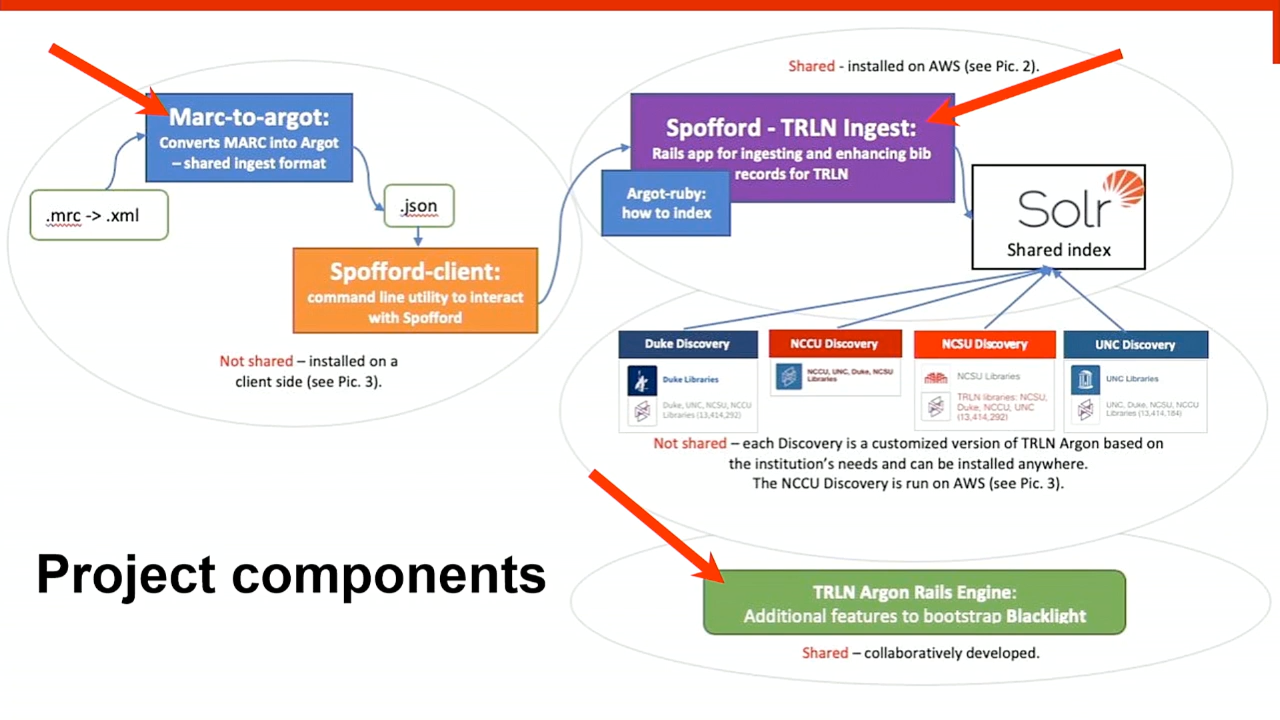 Shared - installed on AWS (see Pic. 2).
Marc-to-argot:
Converts MARC into Argot
– shared ingest format
.mrc -> .xml
.json
Spofford-client:
command line utility to interact
with Spofford
Not shared – installed on a
client side (see Pic. 3).
Spofford - TRLN Ingest:
Rails app for ingesting and enhancing bib
records for TRLN
Argot-ruby:
how to index
Solr
Shared index
Duke Discovery
Duke Libraries
Duke, UNC, NCSU, NCCU
Libraries (13,414,292)
NCCU Discovery
NCCU, UNC, Duke, NCSU
Libraries
NCSU Discovery
NCSU Libraries
TRLN libraries: NCSU,
Duke, NCCU, UNC
(13,414,292)
UNC Discovery
UNC Libraries
UNC, Duke, NCSU, NCCU
Libraries (13,414,184)
Not shared – each Discovery is a customized version of TRLN Argon based on
the institution's needs and can be installed anywhere.
The NCCU Discovery is run on AWS (see Pic. 3).
Project components
TRLN Argon Rails Engine:
Additional features to bootstrap Blacklight
Shared – collaboratively developed.